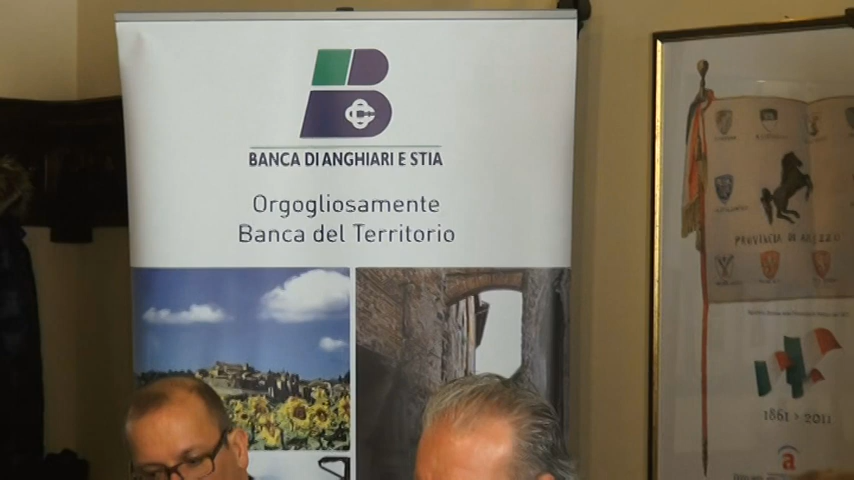 BANCA DI ANGHIARI E STIA
Orgogliosamente
Banca del Territorio
PROVINCIA DI AREZZO
1861 > 2011
a